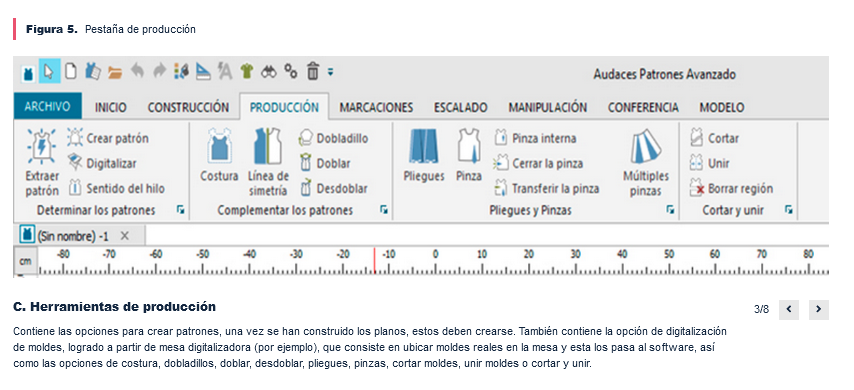 Figura 5. Pestaña de producción
Audaces Patrones Avanzado
ARCHIVO INICIO CONSTRUCCIÓN PRODUCCIÓN MARCACIONES ESCALADO MANIPULACIÓN CONFERENCIA MODELO
Extraer patrón
Crear patrón
Digitalizar
Sentido del hilo
Determinar los patrones
Costura
Línea de simetría
Dobladillo
Doblar
Desdoblar
Complementar los patrones
Pliegues
Pinza
Pinza interna
Cerrar la pinza
Transferir la pinza
Múltiples pinzas
Pliegues y Pinzas
Cortar
Unir
Borrar región
Cortar y unir
(Sin nombre) -1 X
cm -80 -70 -60 -50 -40 -30 -20 -10 0 10 20 30 40 50 60 70 80
C. Herramientas de producción
3/8
Contiene las opciones para crear patrones, una vez se han construido los planos, estos deben crearse. También contiene la opción de digitalización
de moldes, logrado a partir de mesa digitalizadora (por ejemplo), que consiste en ubicar moldes reales en la mesa y esta los pasa al software, así
como las opciones de costura, dobladillos, doblar, desdoblar, pliegues, pinzas, cortar moldes, unir moldes o cortar y unir.